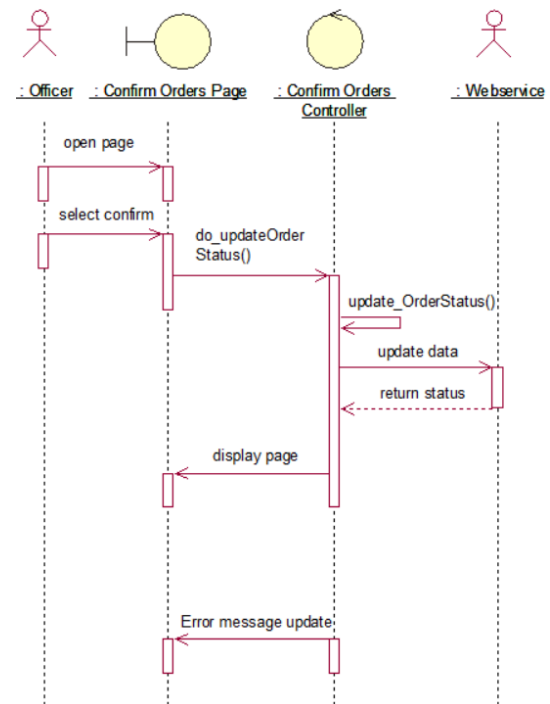 : Officer
: Confirm Orders Page
: Confirm Orders
Controller
: Webservice
open page
select confirm
do_updateOrder
Status()
update_OrderStatus()
update data
return status
display page
Error message update